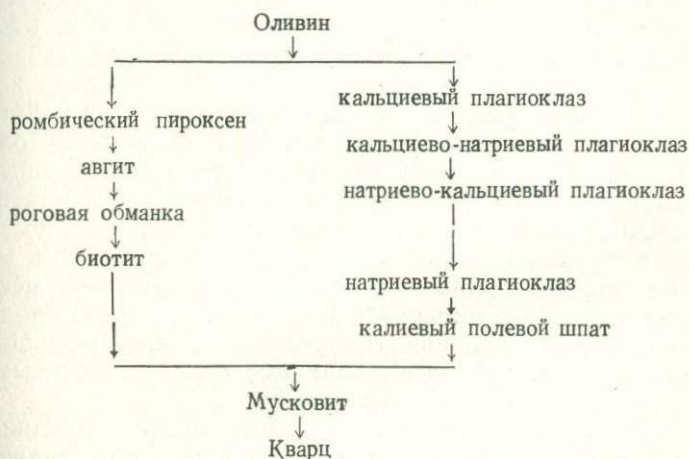 Оливин
ромбический пироксен
авгит
роговая обманка
биотит
кальциевый плагиоклаз
кальциево-натриевый плагиоклаз
натриево-кальциевый плагиоклаз
натриевый плагиоклаз
калиевый полевой шпат
Мусковит
Кварц